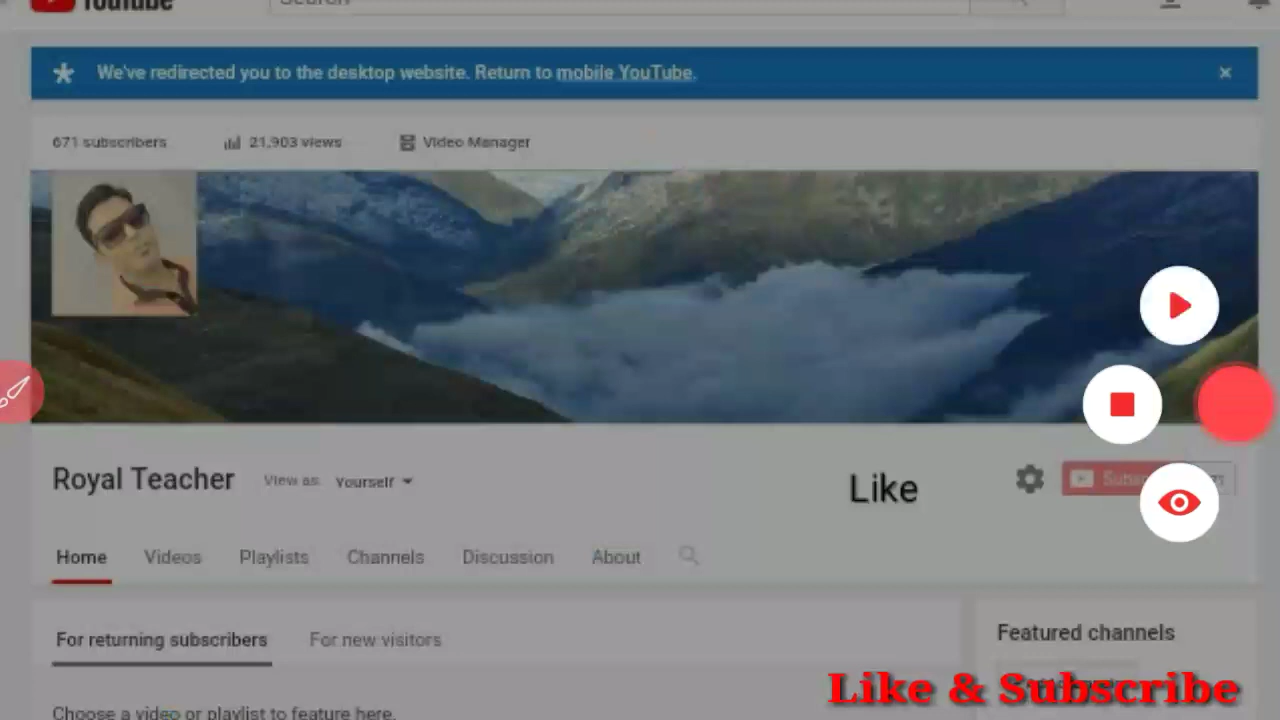 YouTube
Search
We've redirected you to the desktop website. Return to mobile YouTube.
671 subscribers 21,903 views Video Manager
Royal Teacher View as: Yourself
Like
Home Videos Playlists Channels Discussion About
For returning subscribers For new visitors
Featured channels
Like & Subscribe
Choose a video or playlist to feature here.